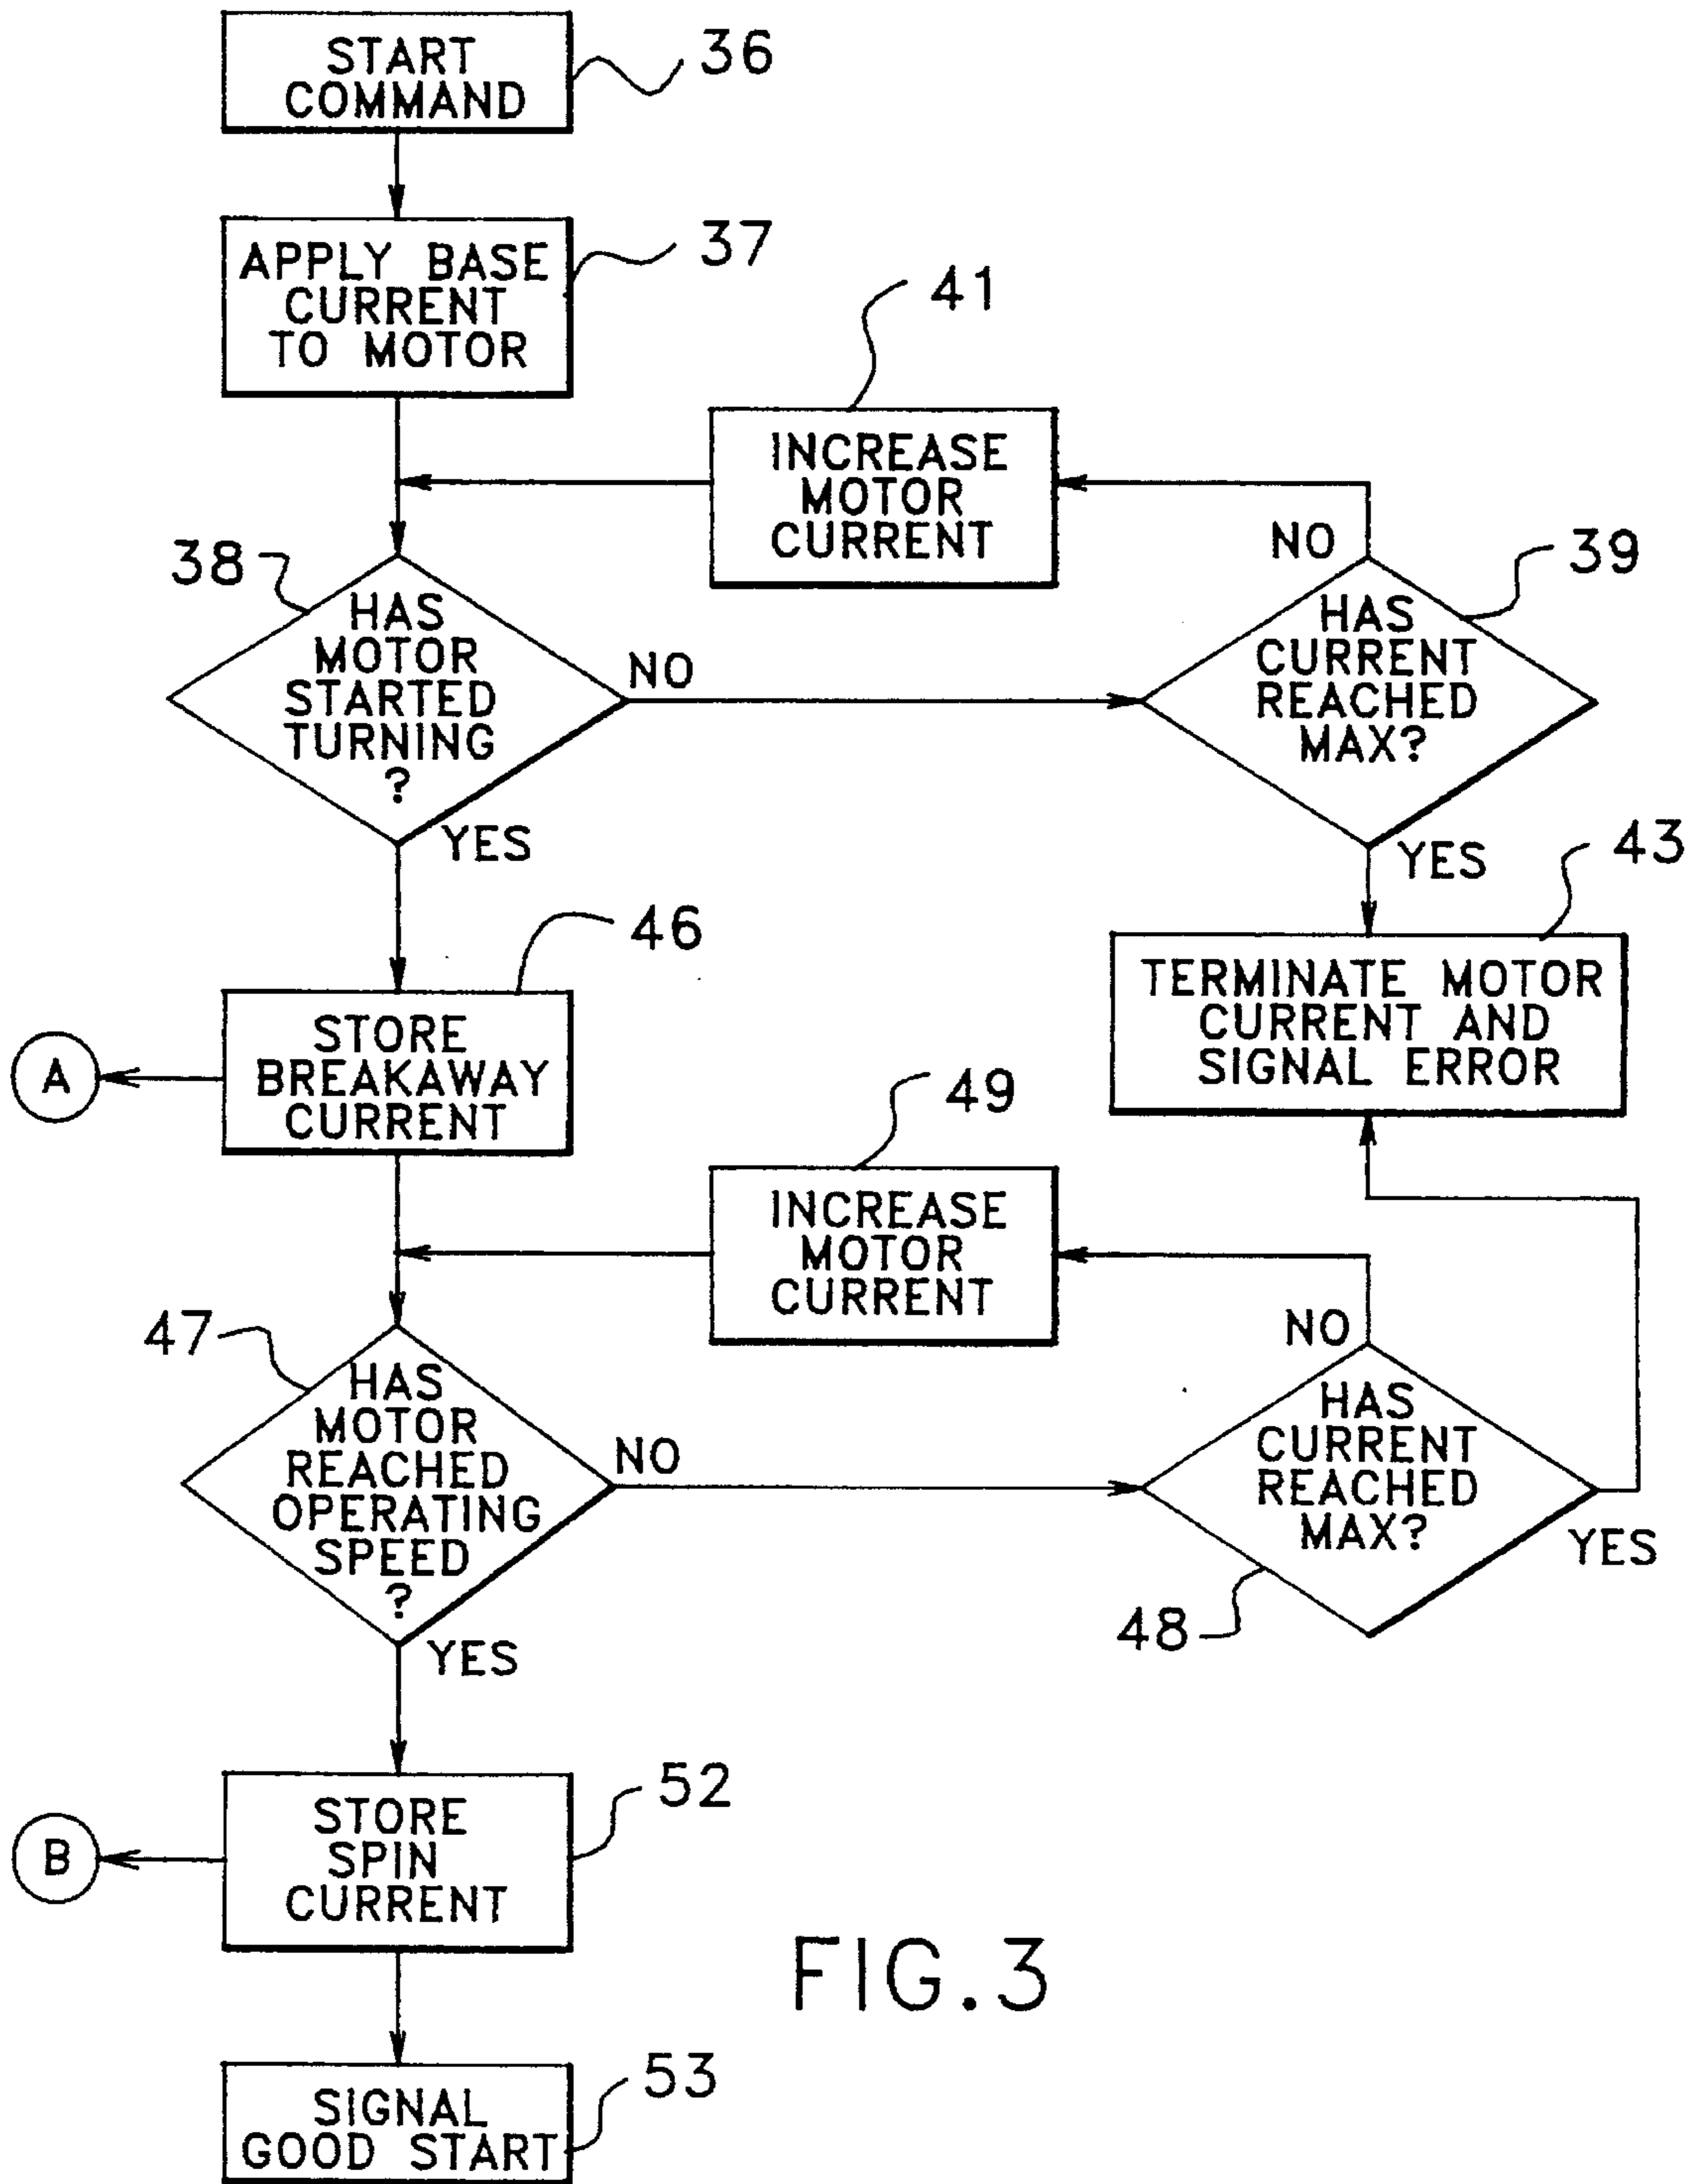 START
COMMAND
36
APPLY BASE
CURRENT
TO MOTOR
37
41
INCREASE
MOTOR
CURRENT
38
HAS
MOTOR
STARTED
TURNING
?
NO
YES
NO
39
HAS
CURRENT
REACHED
MAX?
YES
43
TERMINATE MOTOR
CURRENT AND
SIGNAL ERROR
46
STORE
BREAKAWAY
CURRENT
A
49
INCREASE
MOTOR
CURRENT
47
HAS
MOTOR
REACHED
OPERATING
SPEED
?
NO
YES
NO
HAS
CURRENT
REACHED
MAX?
YES
48
52
STORE
SPIN
CURRENT
B
53
SIGNAL
GOOD START
FIG.3